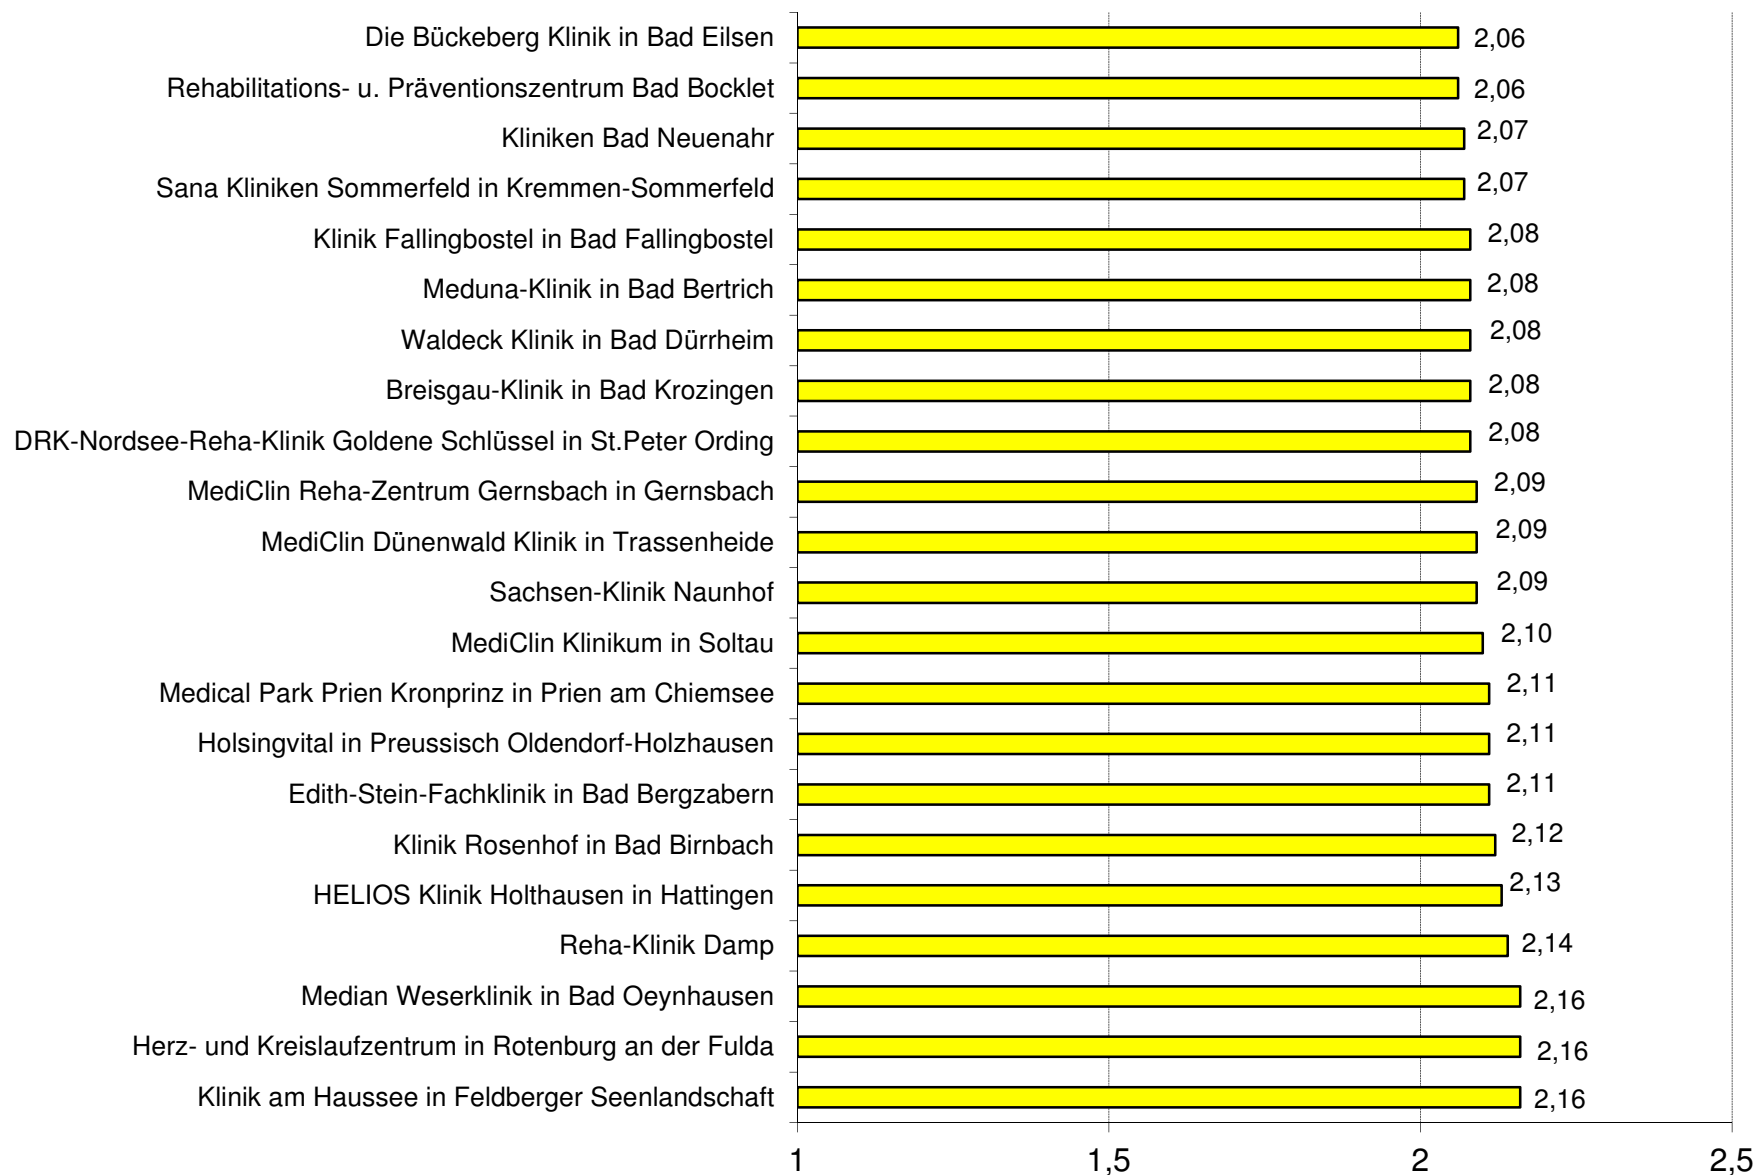 Die Bückeberg Klinik in Bad Eilsen 2,06
Rehabilitations- u. Präventionszentrum Bad Bocklet 2,06
Kliniken Bad Neuenahr 2,07
Sana Kliniken Sommerfeld in Kremmen-Sommerfeld 2,07
Klinik Fallingbostel in Bad Fallingbostel 2,08
Meduna-Klinik in Bad Bertrich 2,08
Waldeck Klinik in Bad Dürrheim 2,08
Breisgau-Klinik in Bad Krozingen 2,08
DRK-Nordsee-Reha-Klinik Goldene Schlüssel in St.Peter Ording 2,08
MediClin Reha-Zentrum Gernsbach in Gernsbach 2,09
MediClin Dünenwald Klinik in Trassenheide 2,09
Sachsen-Klinik Naunhof 2,09
MediClin Klinikum in Soltau 2,10
Medical Park Prien Kronprinz in Prien am Chiemsee 2,11
Holsingvital in Preussisch Oldendorf-Holzhausen 2,11
Edith-Stein-Fachklinik in Bad Bergzabern 2,11
Klinik Rosenhof in Bad Birnbach 2,12
HELIOS Klinik Holthausen in Hattingen 2,13
Reha-Klinik Damp 2,14
Median Weserklinik in Bad Oeynhausen 2,16
Herz- und Kreislaufzentrum in Rotenburg an der Fulda 2,16
Klinik am Haussee in Feldberger Seenlandschaft 2,16
1 1,5 2 2,5